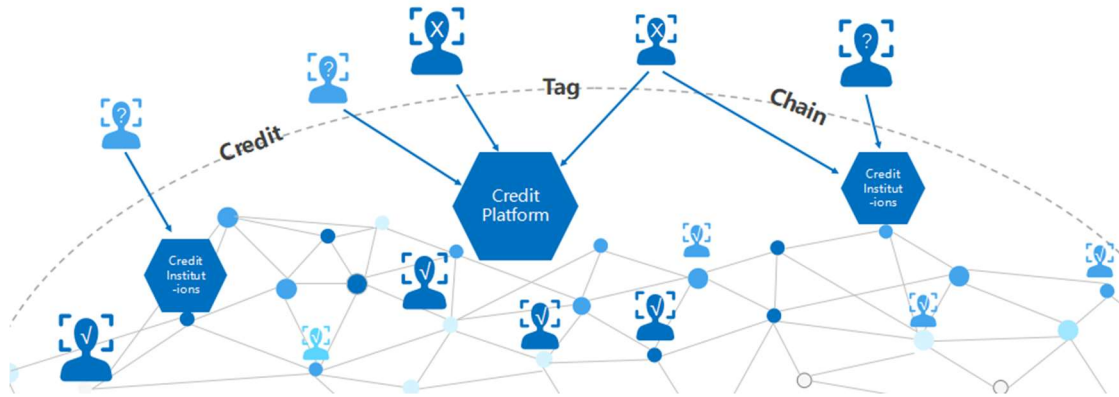 X
X
?
?
?
Credit
Tag
Chain
Credit
Platform
Credit
Institut
-ions
Credit
Institut
-ions
√
√
√
√
√
√
√
√